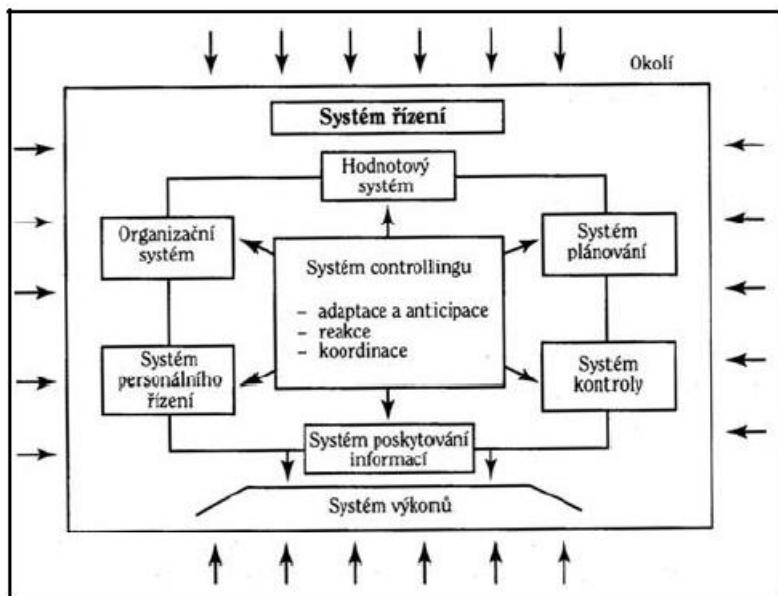 Okolí
Systém řízení
Hodnotový
systém
Organizační
systém
Systém
plánování
Systém controllingu
– adaptace a anticipace
– reakce
– koordinace
Systém
personálního
řízení
Systém
kontroly
Systém poskytování
informací
Systém výkonů